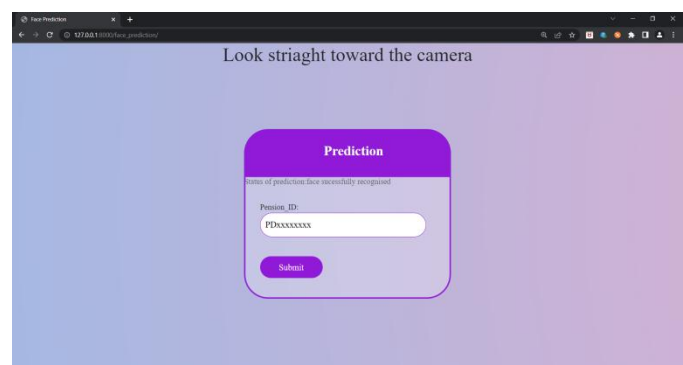 Face Prediction
127.0.0.1:8000/face_prediction/
Look striaght toward the camera
Prediction
Status of prediction:face sucessfully recognised
Pension_ID:
PDxxxxxxxx
Submit